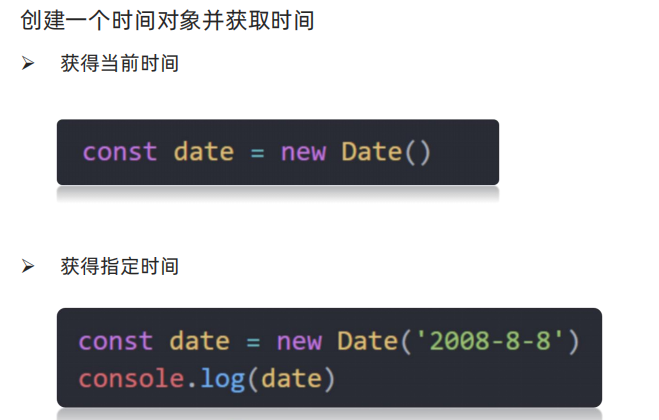 创建一个时间对象并获取时间
➢ 获得当前时间
const date = new Date()
➢ 获得指定时间
const date = new Date('2008-8-8')
console.log(date)